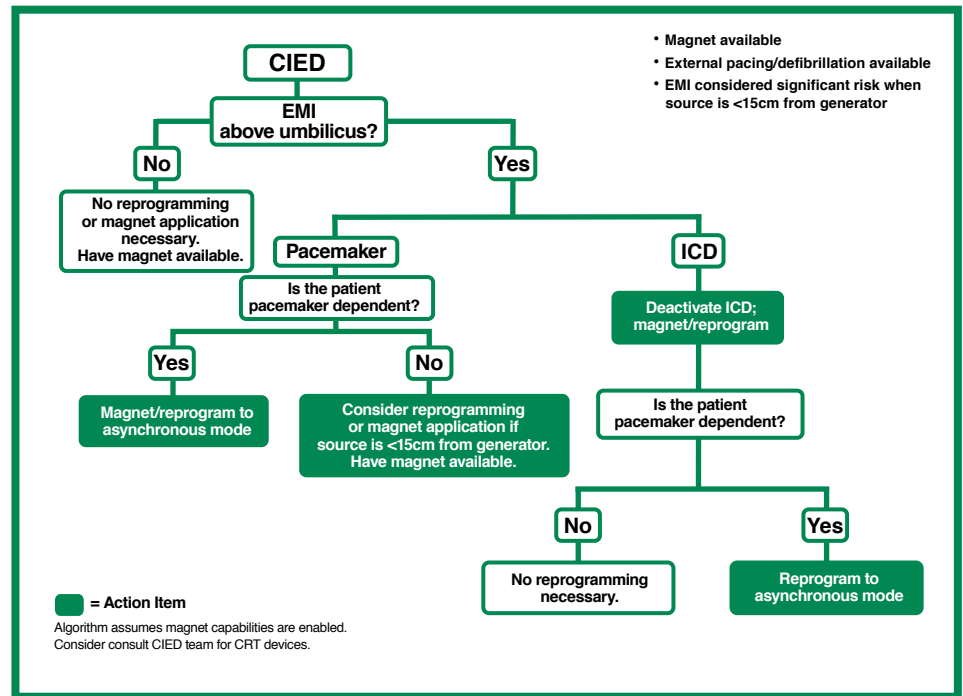 CIED
• Magnet available
• External pacing/defibrillation available
• EMI considered significant risk when
source is <15cm from generator
EMI
above umbilicus?
No
Yes
No reprogramming
or magnet application
necessary.
Have magnet available.
Pacemaker
ICD
Is the patient
pacemaker dependent?
Deactivate ICD;
magnet/reprogram
Yes
No
Magnet/reprogram to
asynchronous mode
Consider reprogramming
or magnet application if
source is <15cm from generator.
Have magnet available.
Is the patient
pacemaker dependent?
No
Yes
No reprogramming
necessary.
Reprogram to
asynchronous mode
= Action Item
Algorithm assumes magnet capabilities are enabled.
Consider consult CIED team for CRT devices.